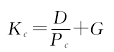 K_c = D/P_c + G